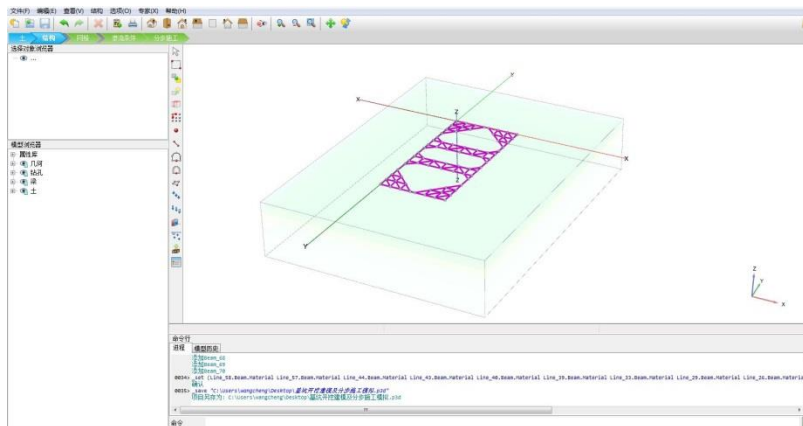 文件(F) 编辑(E) 查看(V) 结构 选项(O) 专家(X) 帮助(H)
土 结构 网格 渗流条件 分步施工
选择对象浏览器
...
模型浏览器
属性库
几何
钻孔
梁
土
X
Y
Z
X
Z
Y
Z
Y
X
命令行
进程 模型历史
添加Beam_68
添加Beam_69
添加Beam_70
0034> _set (Line_58.Beam.Material Line_57.Beam.Material Line_44.Beam.Material Line_43.Beam.Material Line_40.Beam.Material Line_35.Beam.Material Line_33.Beam.Material Line_29.Beam.Material Line_26.Beam.Material
确认
0035> _save "C:\Users\wangcheng\Desktop\基坑开挖建模及分步施工模拟.p3d"
项目另存为: C:\Users\wangcheng\Desktop\基坑开挖建模及分步施工模拟.p3d
命令